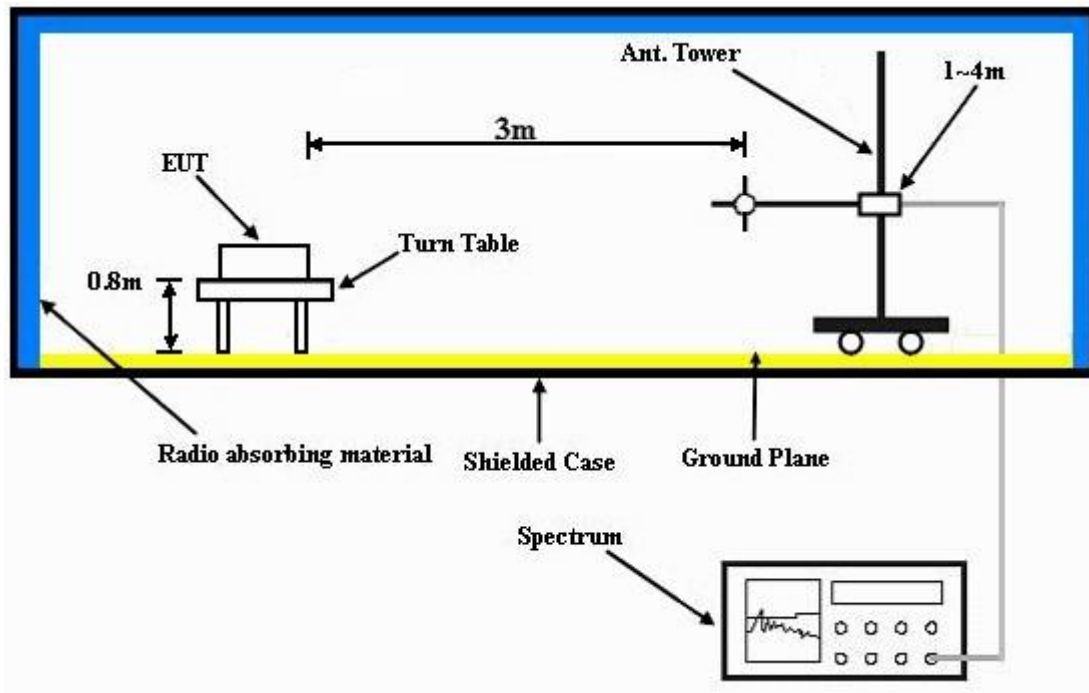 Ant. Tower
1~4m
3m
EUT
Turn Table
0.8m
Radio absorbing material
Shielded Case
Ground Plane
Spectrum